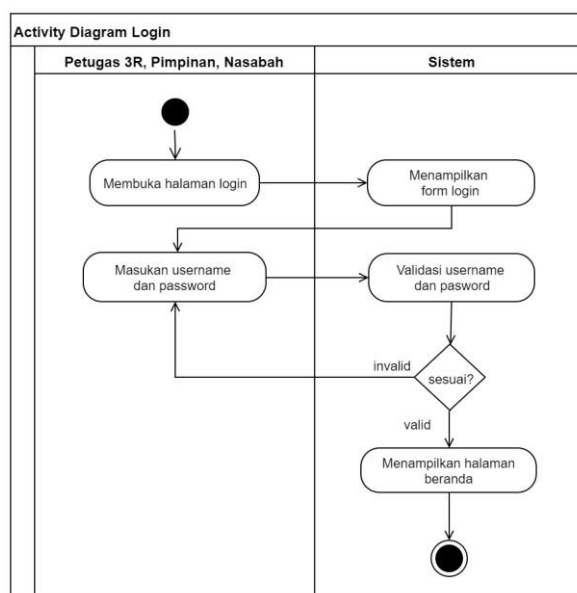 Activity Diagram Login
Petugas 3R, Pimpinan, Nasabah
Sistem
Membuka halaman login
Menampilkan
form login
Masukan username
dan password
Validasi username
dan pasword
invalid
sesuai?
valid
Menampilkan halaman
beranda